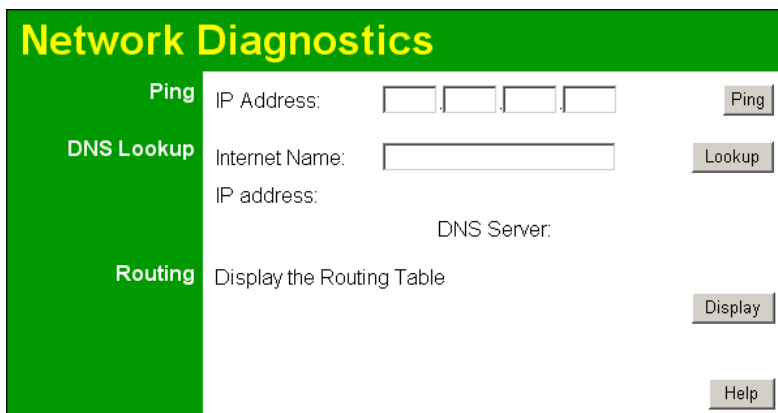 Network Diagnostics
Ping IP Address: . . . Ping
DNS Lookup Internet Name: Lookup
IP address:
DNS Server:
Routing Display the Routing Table
Display
Help